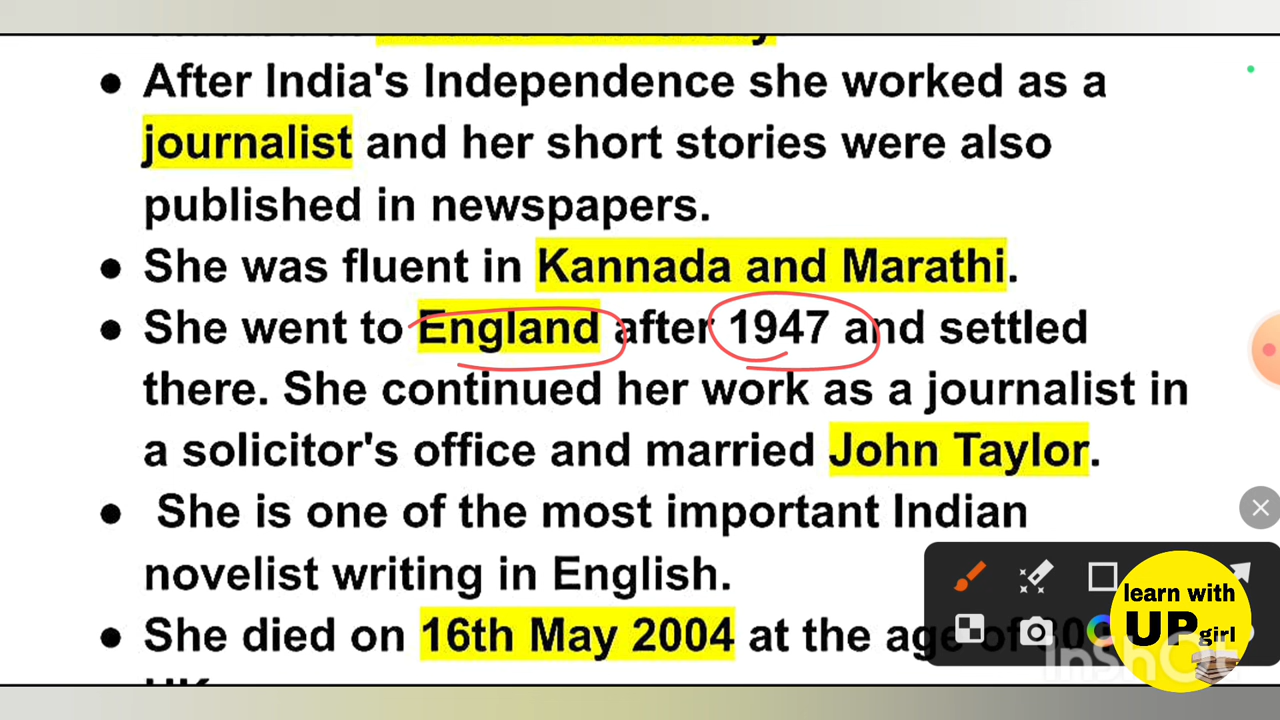 ● After India's Independence she worked as a
journalist and her short stories were also
published in newspapers.
● She was fluent in Kannada and Marathi.
● She went to England after 1947 and settled
there. She continued her work as a journalist in
a solicitor's office and married John Taylor.
● She is one of the most important Indian
novelist writing in English.
● She died on 16th May 2004 at the age of
UK
learn with
UP girl
InShOt